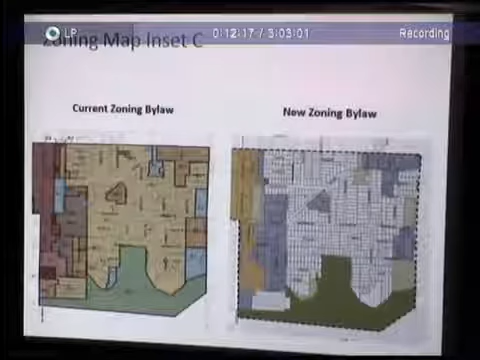 LP 0:12:17 / 3:03:01 Recording
Zoning Map Inset C
Current Zoning Bylaw
New Zoning Bylaw